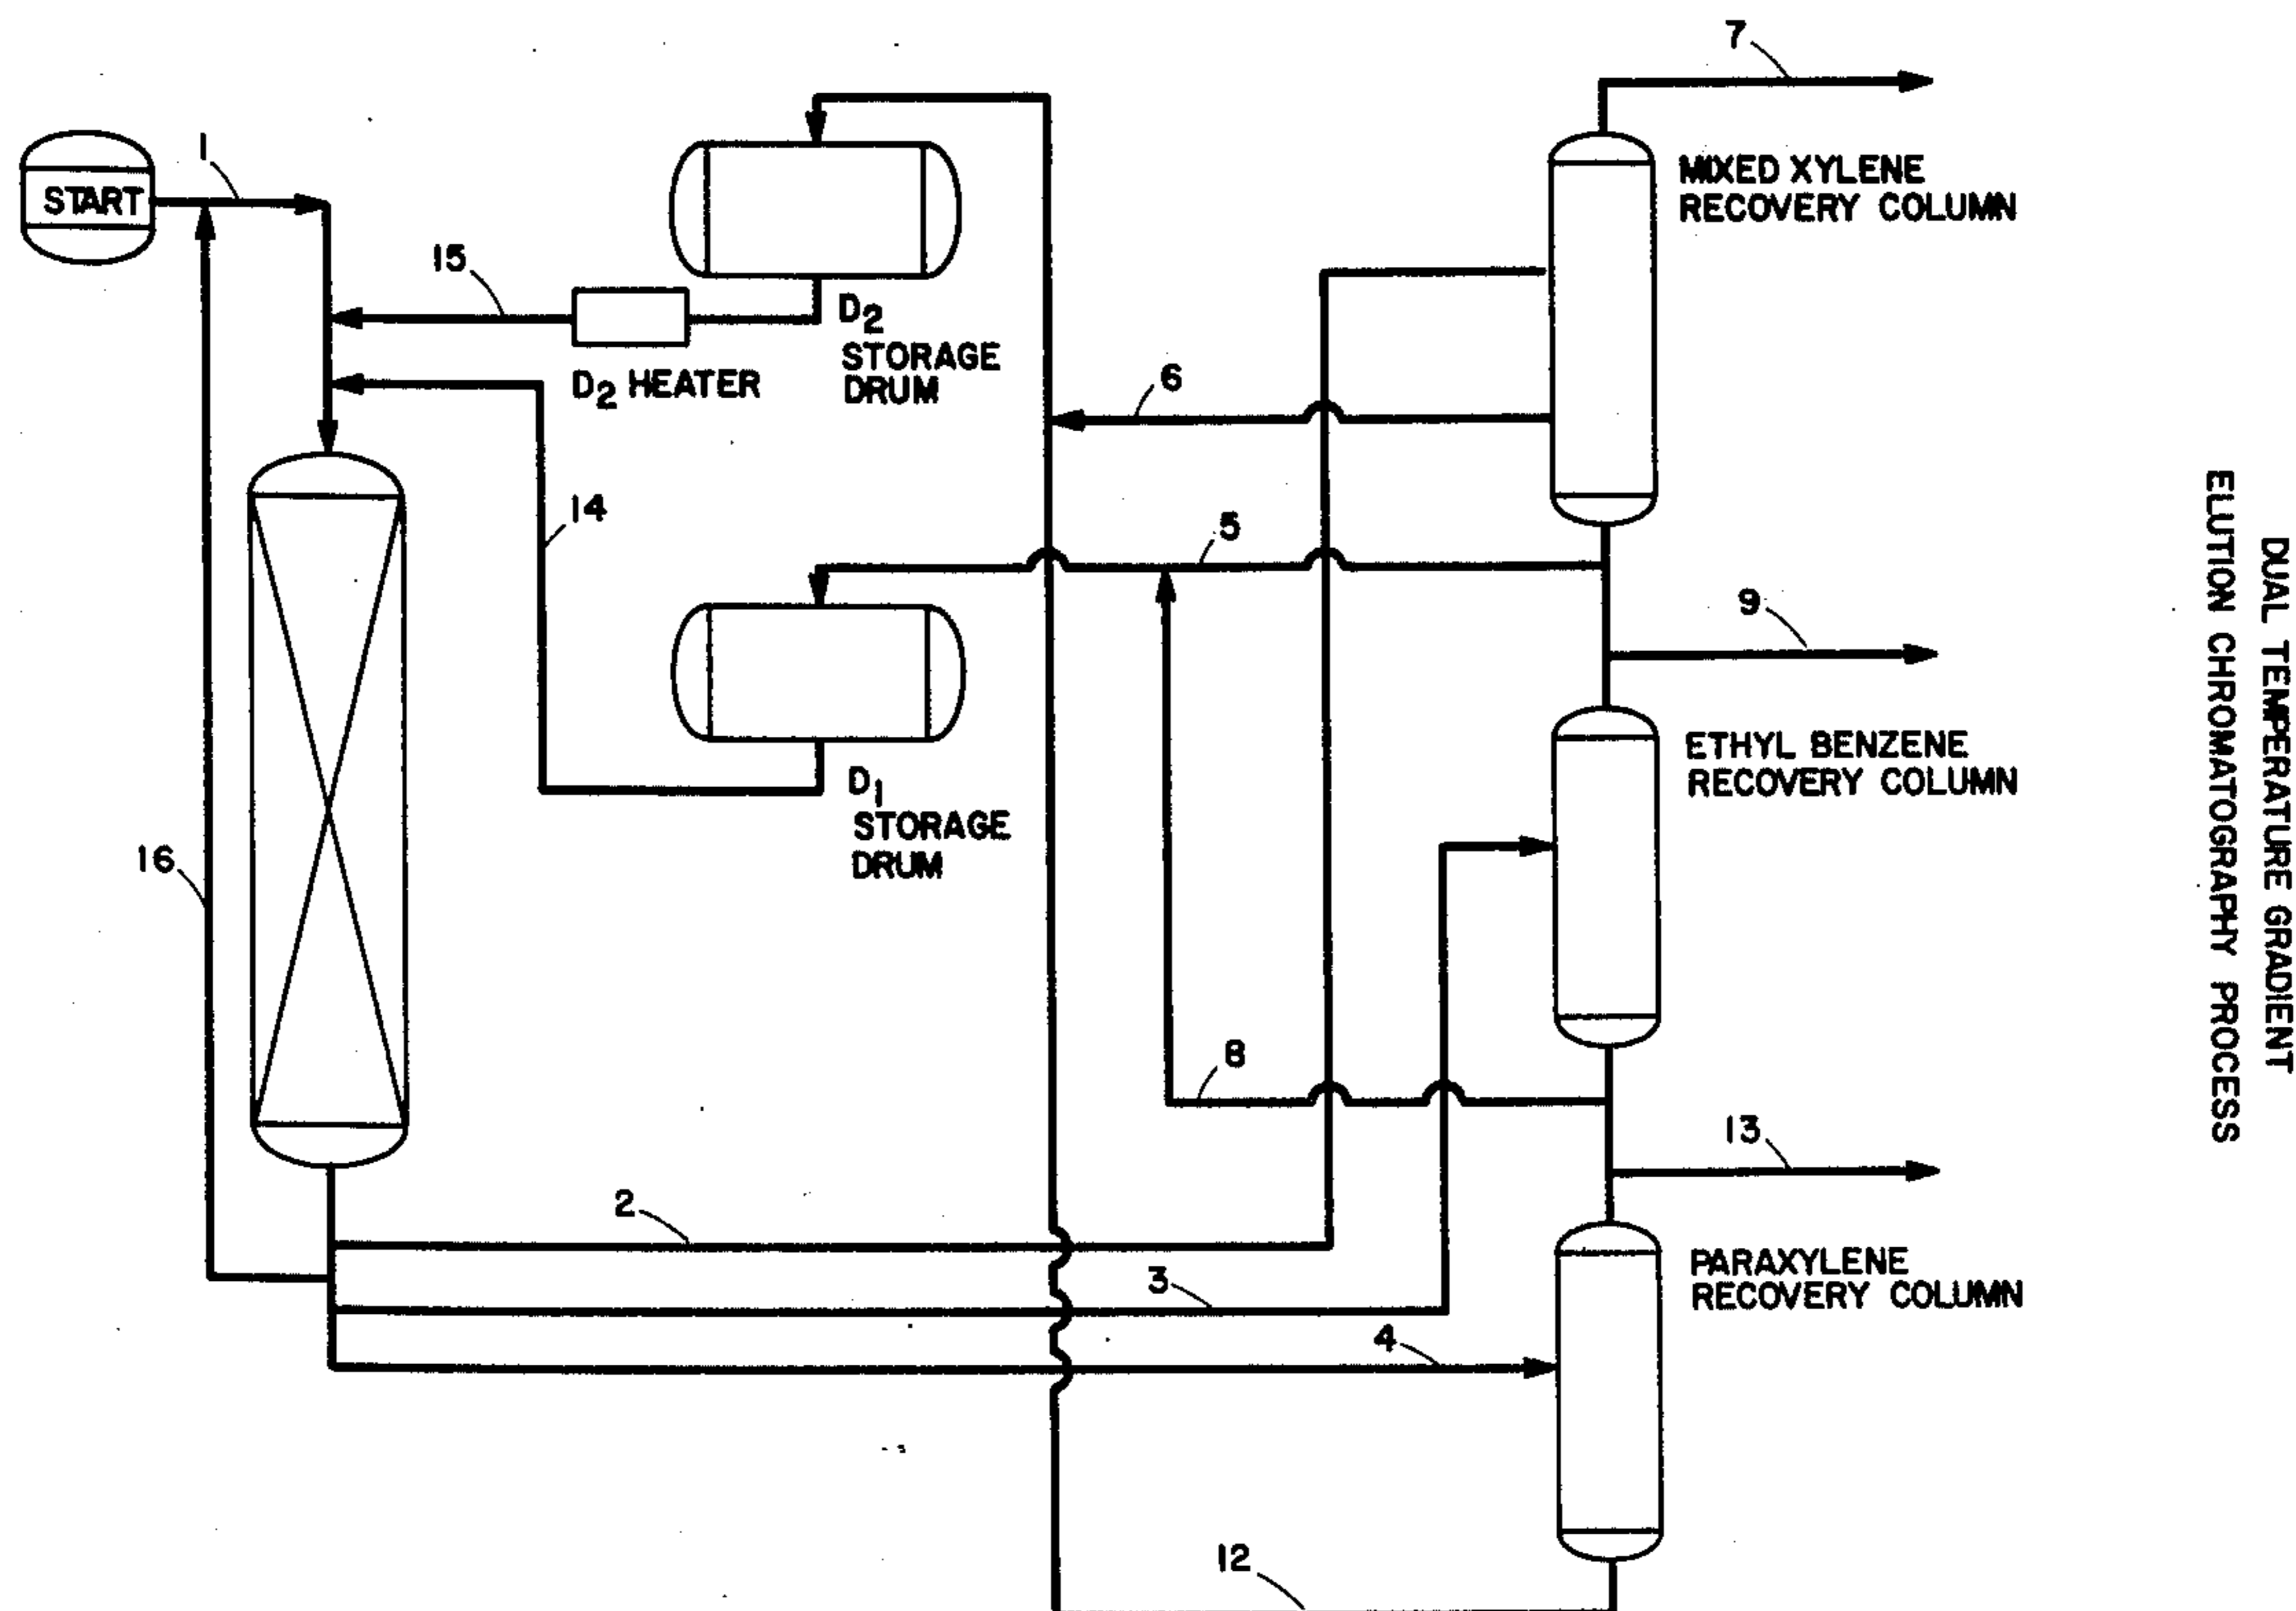 7
1
START
MIXED XYLENE
RECOVERY COLUMN
15
D2
STORAGE
DRUM
D2 HEATER
6
14
5
9
ETHYL BENZENE
RECOVERY COLUMN
D1
STORAGE
DRUM
16
8
13
2
3
PARAXYLENE
RECOVERY COLUMN
4
12
DUAL TEMPERATURE GRADIENT
ELUTION CHROMATOGRAPHY PROCESS